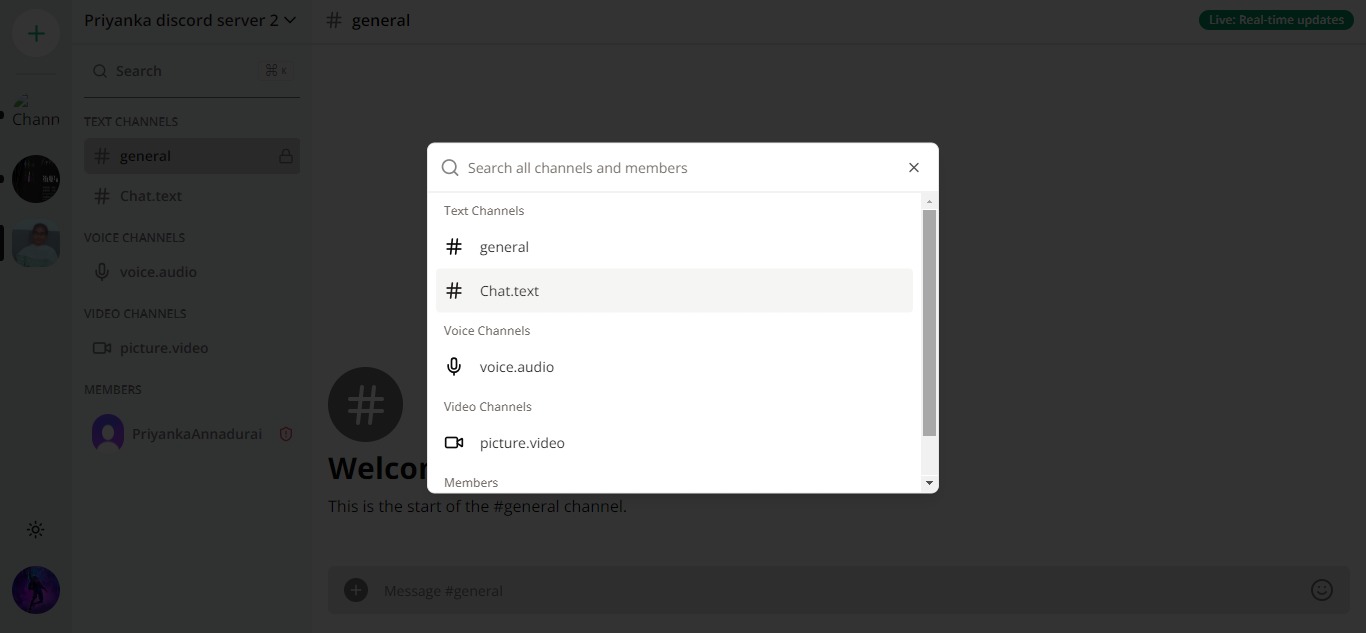 Priyanka discord server 2
general
Live: Real-time updates
Search
⌘ K
Chann
TEXT CHANNELS
general
Chat.text
VOICE CHANNELS
voice.audio
VIDEO CHANNELS
picture.video
MEMBERS
PriyankaAnnadurai
Search all channels and members
Text Channels
general
Chat.text
Voice Channels
voice.audio
Video Channels
picture.video
Members
Welcom
This is the start of the #general channel.
Message #general